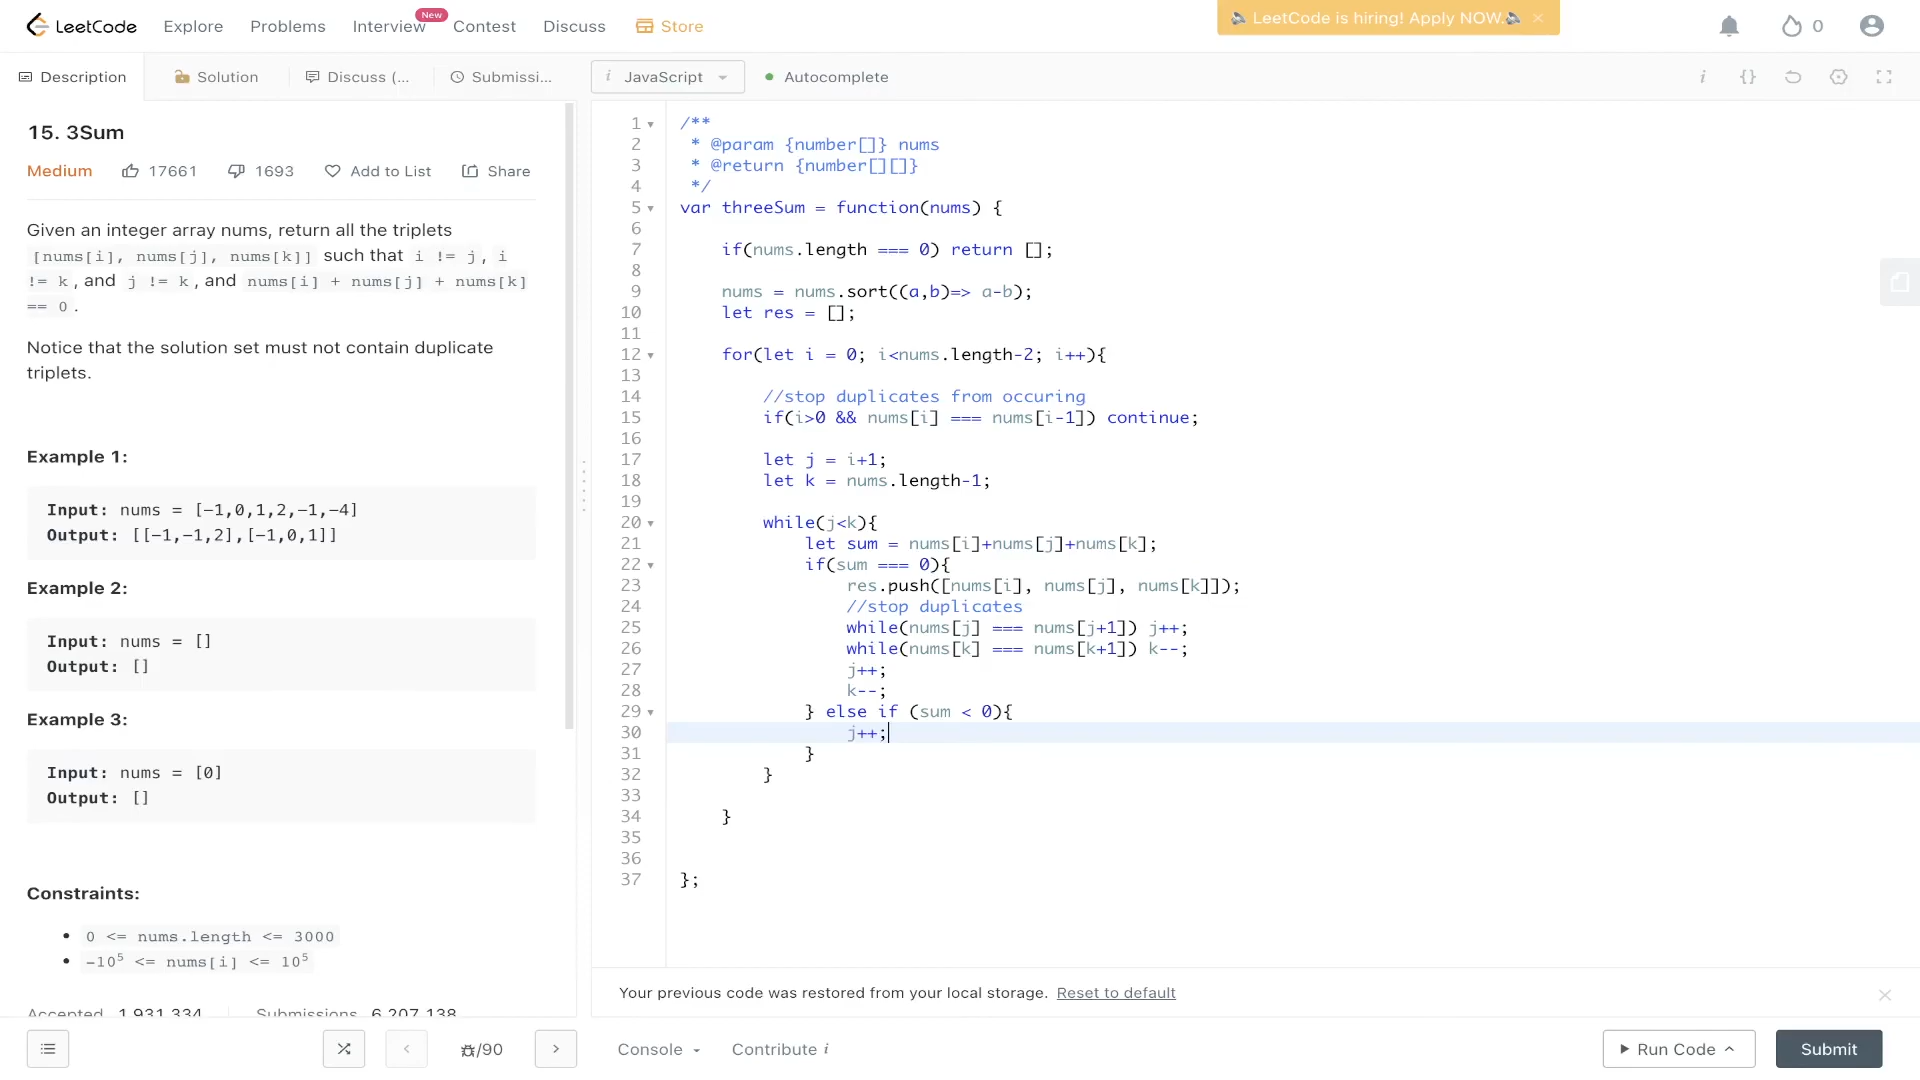 LeetCode Explore Problems Interview New Contest Discuss Store
LeetCode is hiring! Apply NOW.
0
Description Solution Discuss (... Submissi...
i JavaScript Autocomplete
i {}
15. 3Sum
Medium 17661 1693 Add to List Share
Given an integer array nums, return all the triplets
[nums[i], nums[j], nums[k]] such that i != j, i
!= k, and j != k, and nums[i] + nums[j] + nums[k]
== 0.
Notice that the solution set must not contain duplicate
triplets.
Example 1:
Input: nums = [-1,0,1,2,-1,-4]
Output: [[-1,-1,2],[-1,0,1]]
Example 2:
Input: nums = []
Output: []
Example 3:
Input: nums = [0]
Output: []
Constraints:
0 <= nums.length <= 3000
-10⁵ <= nums[i] <= 10⁵
Accepted 1,931,334 Submissions 6,207,138
1 /**
2  * @param {number[]} nums
3  * @return {number[][]}
4  */
5 var threeSum = function(nums) {
6
7     if(nums.length === 0) return [];
8
9     nums = nums.sort((a,b)=> a-b);
10     let res = [];
11
12     for(let i = 0; i<nums.length-2; i++){
13
14         //stop duplicates from occuring
15         if(i>0 && nums[i] === nums[i-1]) continue;
16
17         let j = i+1;
18         let k = nums.length-1;
19
20         while(j<k){
21             let sum = nums[i]+nums[j]+nums[k];
22             if(sum === 0){
23                 res.push([nums[i], nums[j], nums[k]]);
24                 //stop duplicates
25                 while(nums[j] === nums[j+1]) j++;
26                 while(nums[k] === nums[k+1]) k--;
27                 j++;
28                 k--;
29             } else if (sum < 0){
30                 j++;
31             }
32         }
33
34     }
35
36
37 };
Your previous code was restored from your local storage. Reset to default
/90
Console Contribute i
Run Code Submit